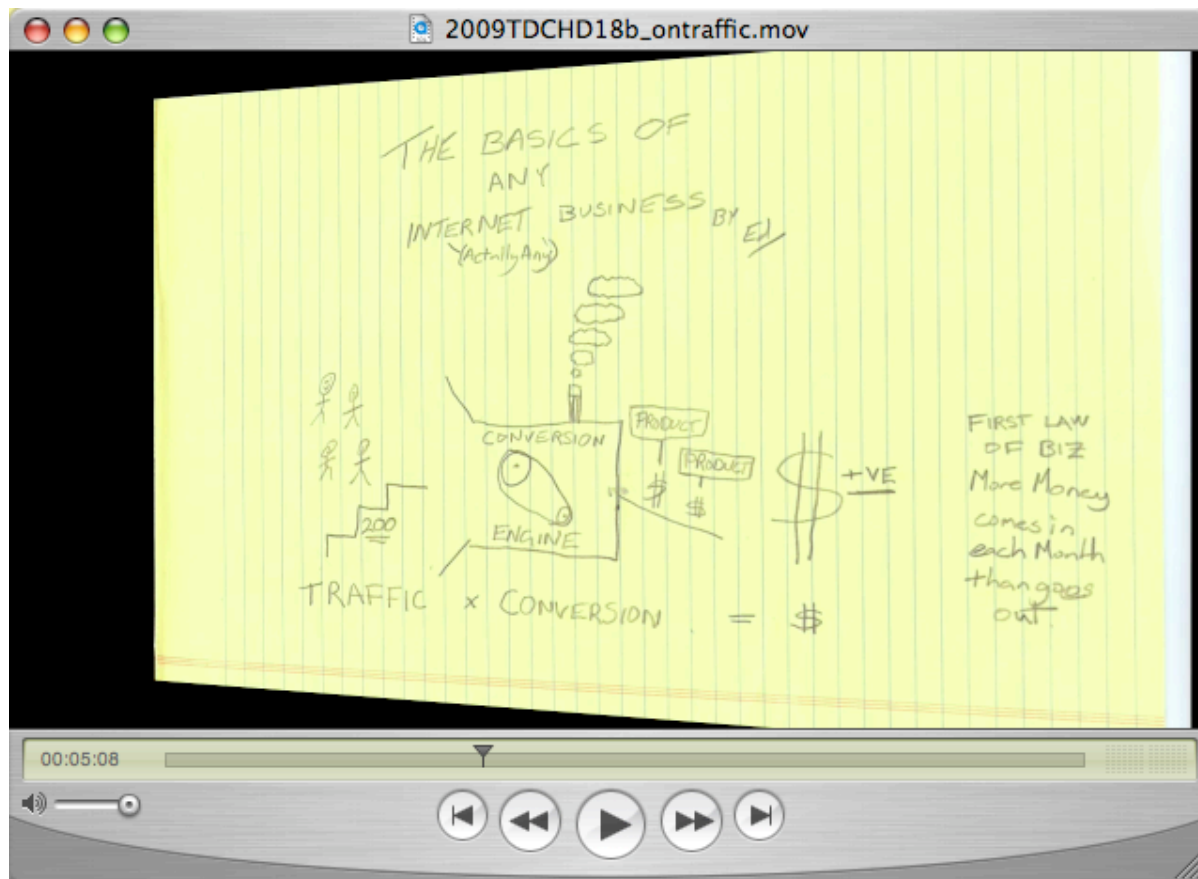 2009TDCHD18b_ontraffic.mov
THE BASICS OF
ANY
INTERNET BUSINESS BY Ed
(Actually Any)
CONVERSION
ENGINE
200
PRODUCT
$
PRODUCT
$
$ +VE
TRAFFIC x CONVERSION = $
FIRST LAW
OF BIZ
More Money
comes in
each Month
than goes
out.
00:05:08